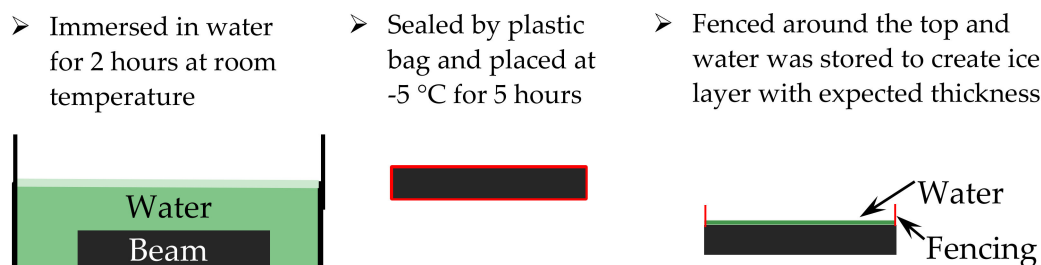 ➢ Immersed in water
for 2 hours at room
temperature
➢ Sealed by plastic
bag and placed at
-5 °C for 5 hours
➢ Fenced around the top and
water was stored to create ice
layer with expected thickness
Water
Beam
Water
Fencing